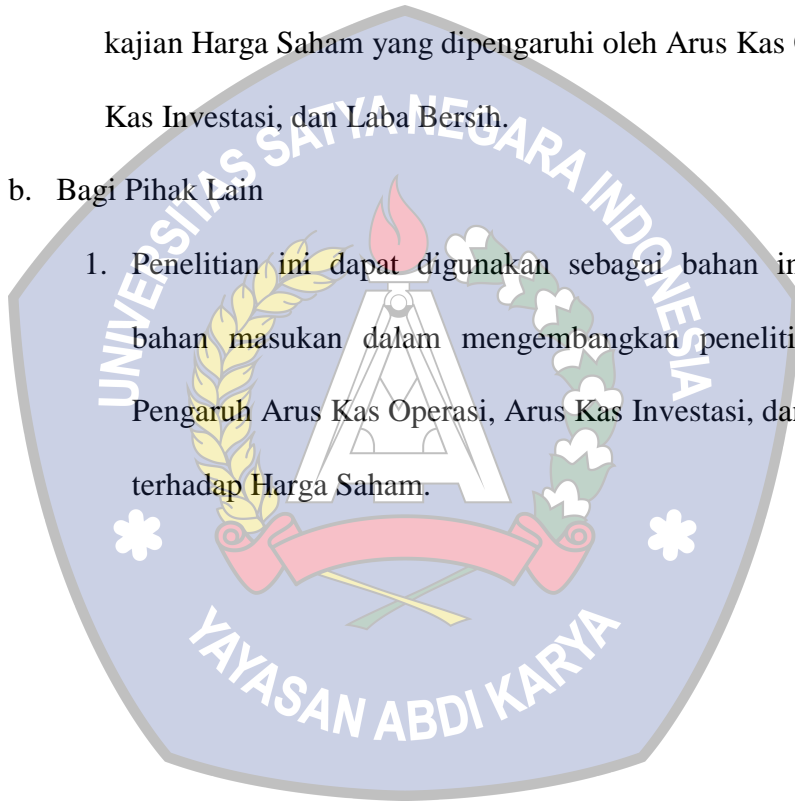 kajian Harga Saham yang dipengaruhi oleh Arus Kas
Kas Investasi, dan Laba Bersih.
b. Bagi Pihak Lain
1. Penelitian ini dapat digunakan sebagai bahan
bahan masukan dalam mengembangkan
Pengaruh Arus Kas Operasi, Arus Kas Investasi,
terhadap Harga Saham.
UNIVERSITAS SATYA NEGARA INDONESIA
YAYASAN ABDI KARYA